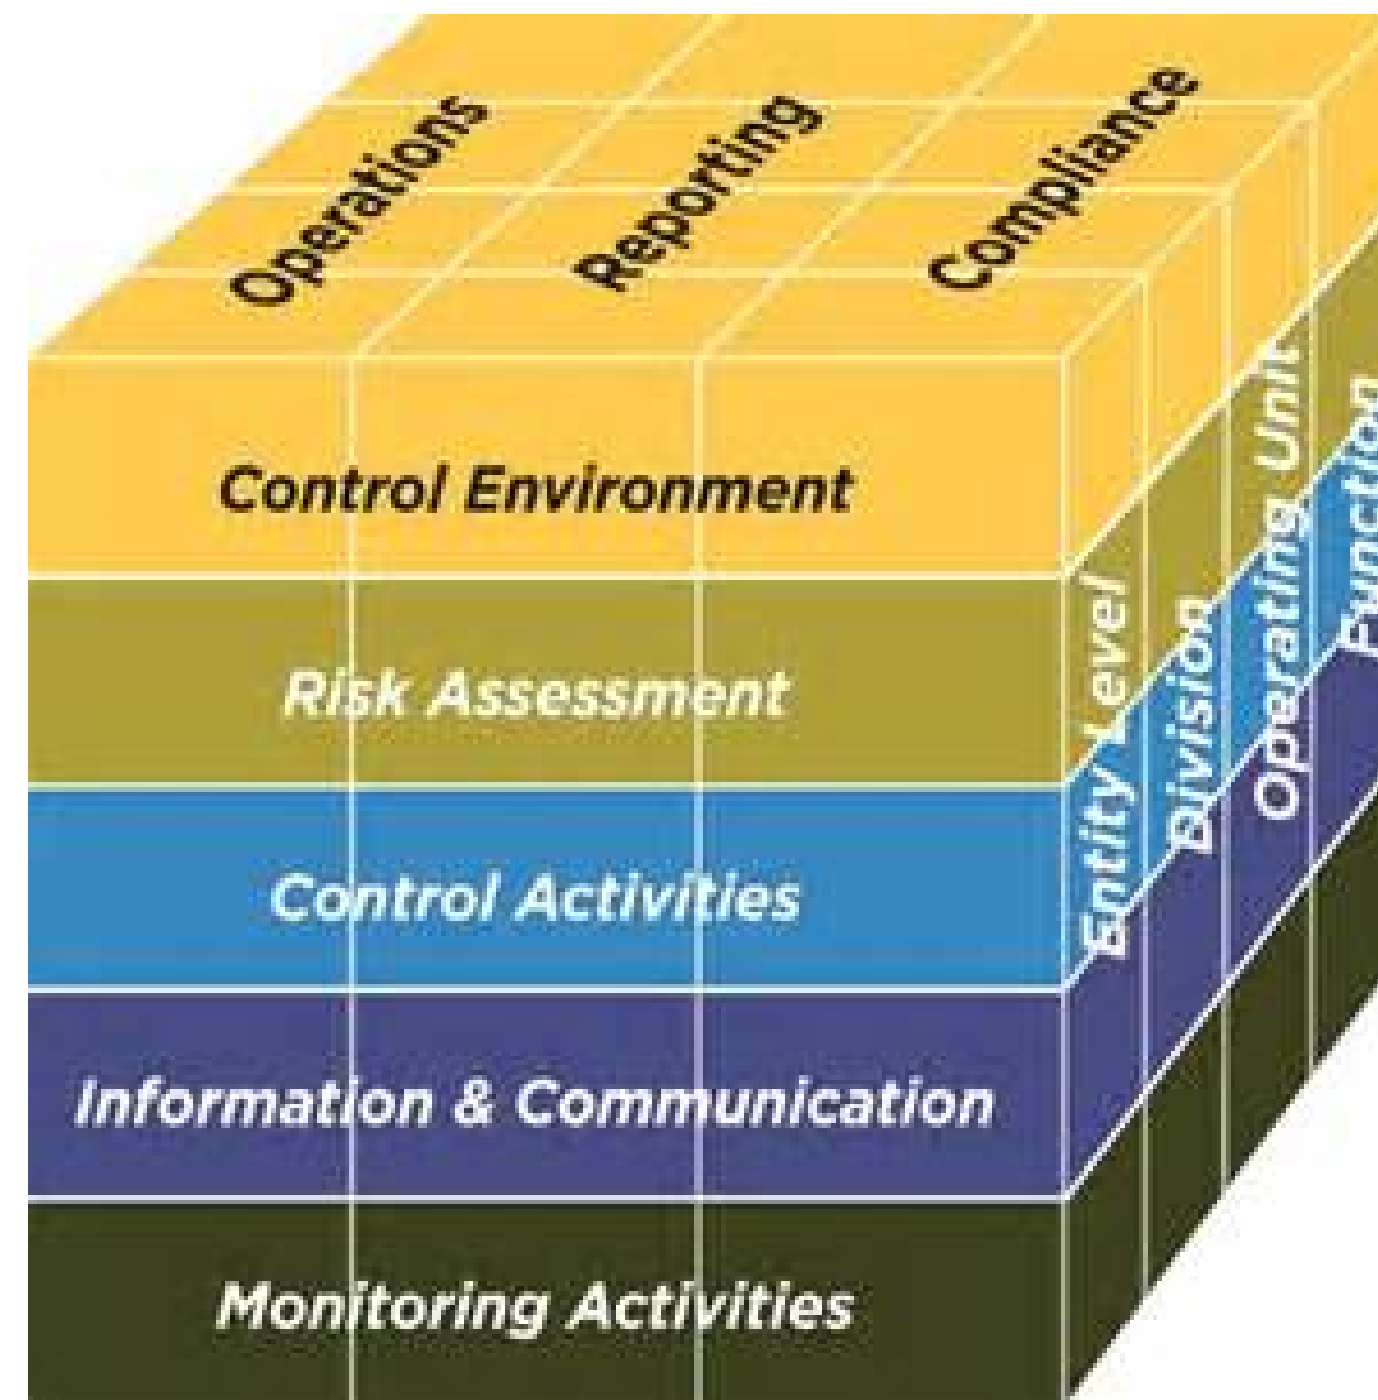 Operations
Reporting
Compliance
Control Environment
Risk Assessment
Control Activities
Information & Communication
Monitoring Activities
Entity Level
Division
Operating Unit
Function